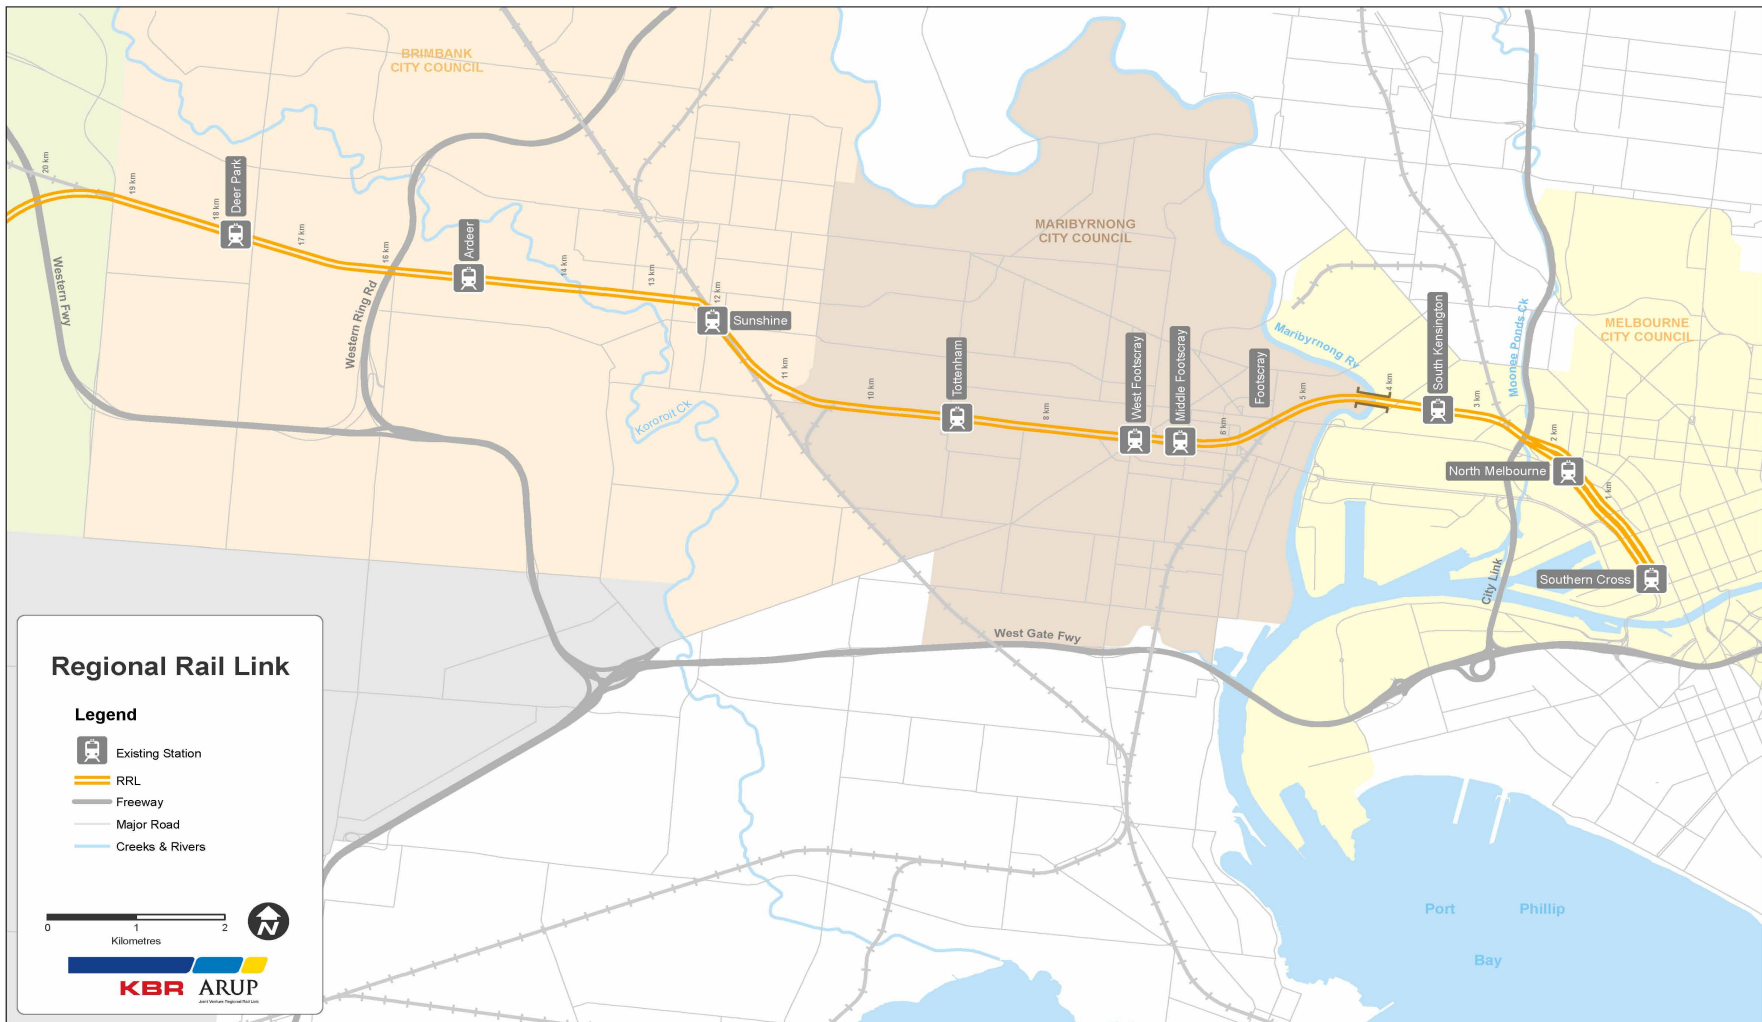 BRIMBANK
CITY COUNCIL
MARIBYRNONG
CITY COUNCIL
MELBOURNE
CITY COUNCIL
20 km
19 km
18 km
Deer Park
17 km
16 km
Ardeer
14 km
13 km
12 km
Sunshine
11 km
10 km
Tottenham
8 km
West Footscray
Middle Footscray
6 km
Footscray
5 km
4 km
South Kensington
3 km
2 km
North Melbourne
1 km
Southern Cross
Western Fwy
Western Ring Rd
Kororoit Ck
Maribyrnong Rv
Moonee Ponds Ck
City Link
West Gate Fwy
Port Phillip
Bay
Regional Rail Link
Legend
Existing Station
RRL
Freeway
Major Road
Creeks & Rivers
0 1 2
Kilometres
N
KBR ARUP
Joint Venture Regional Rail Link